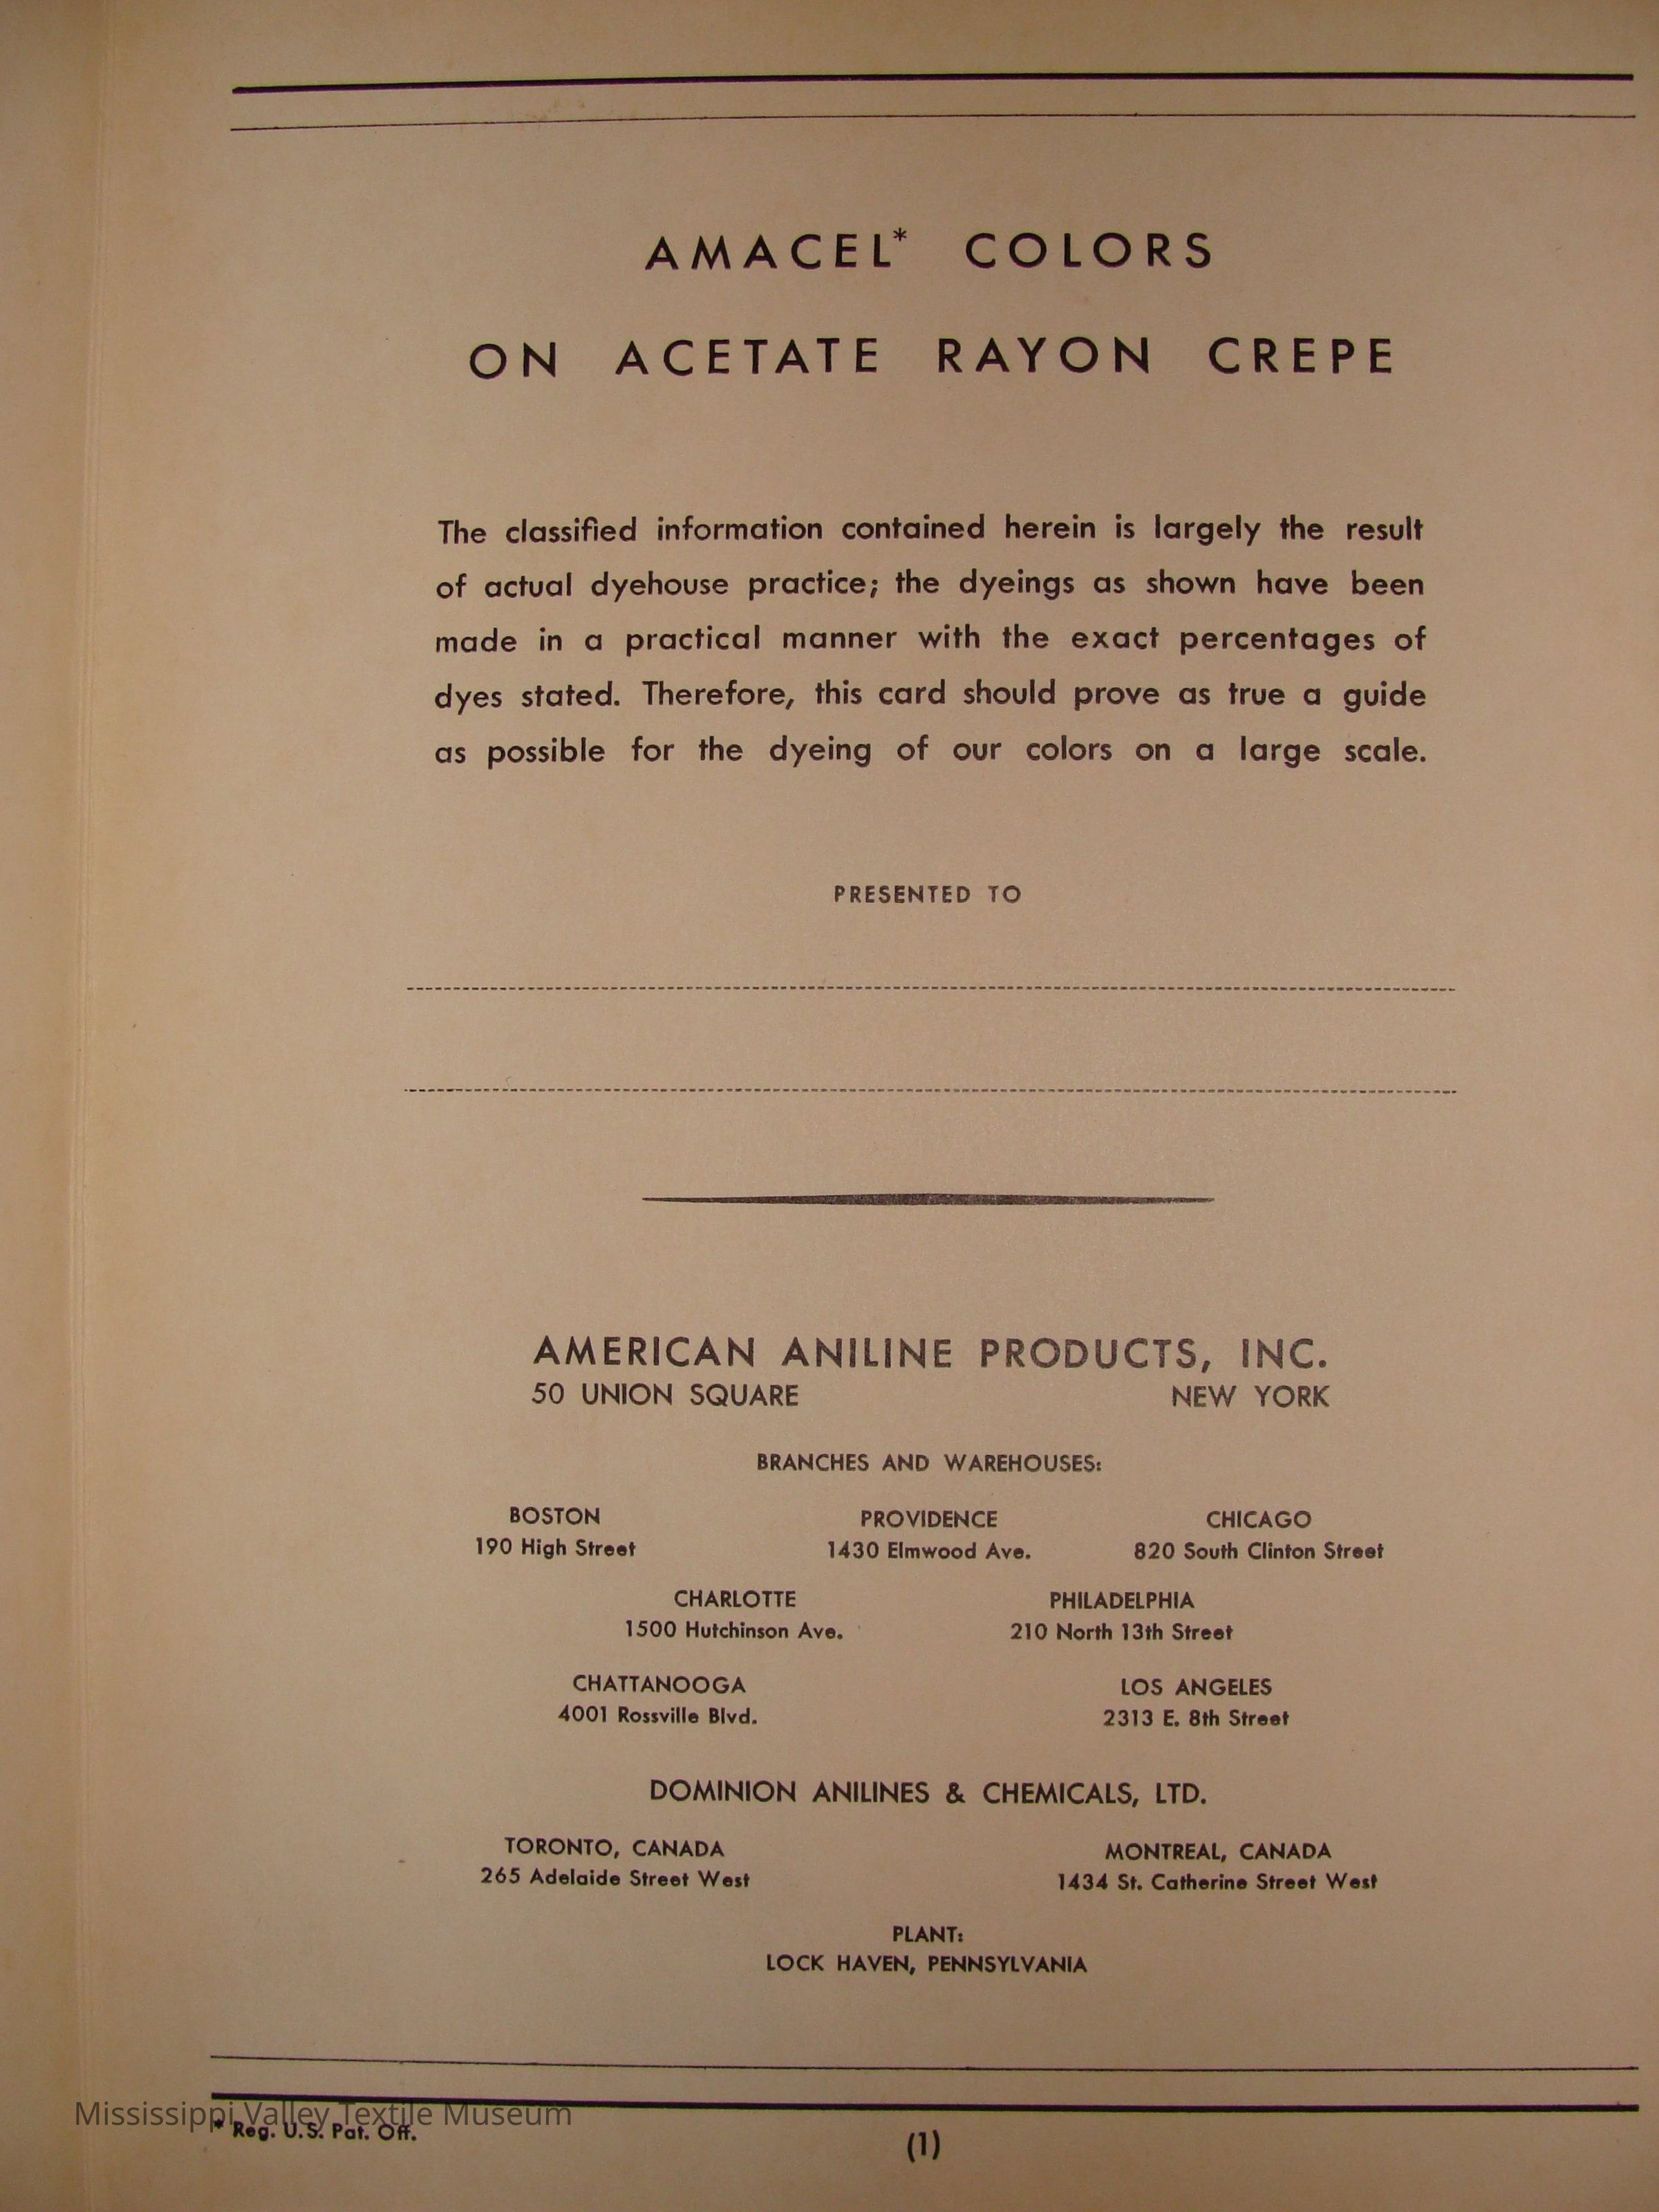 AMACEL* COLORS
ON ACETATE RAYON CREPE
The classified information contained herein is largely the result
of actual dyehouse practice; the dyeings as shown have been
made in a practical manner with the exact percentages of
dyes stated. Therefore, this card should prove as true a guide
as possible for the dyeing of our colors on a large scale.
PRESENTED TO
AMERICAN ANILINE PRODUCTS, INC.
50 UNION SQUARE NEW YORK
BRANCHES AND WAREHOUSES:
BOSTON PROVIDENCE CHICAGO
190 High Street 1430 Elmwood Ave. 820 South Clinton Street
CHARLOTTE PHILADELPHIA
1500 Hutchinson Ave. 210 North 13th Street
CHATTANOOGA LOS ANGELES
4001 Rossville Blvd. 2313 E. 8th Street
DOMINION ANILINES & CHEMICALS, LTD.
TORONTO, CANADA MONTREAL, CANADA
265 Adelaide Street West 1434 St. Catherine Street West
PLANT:
LOCK HAVEN, PENNSYLVANIA
Mississippi Valley Textile Museum
* Reg. U.S. Pat. Off.
(1)